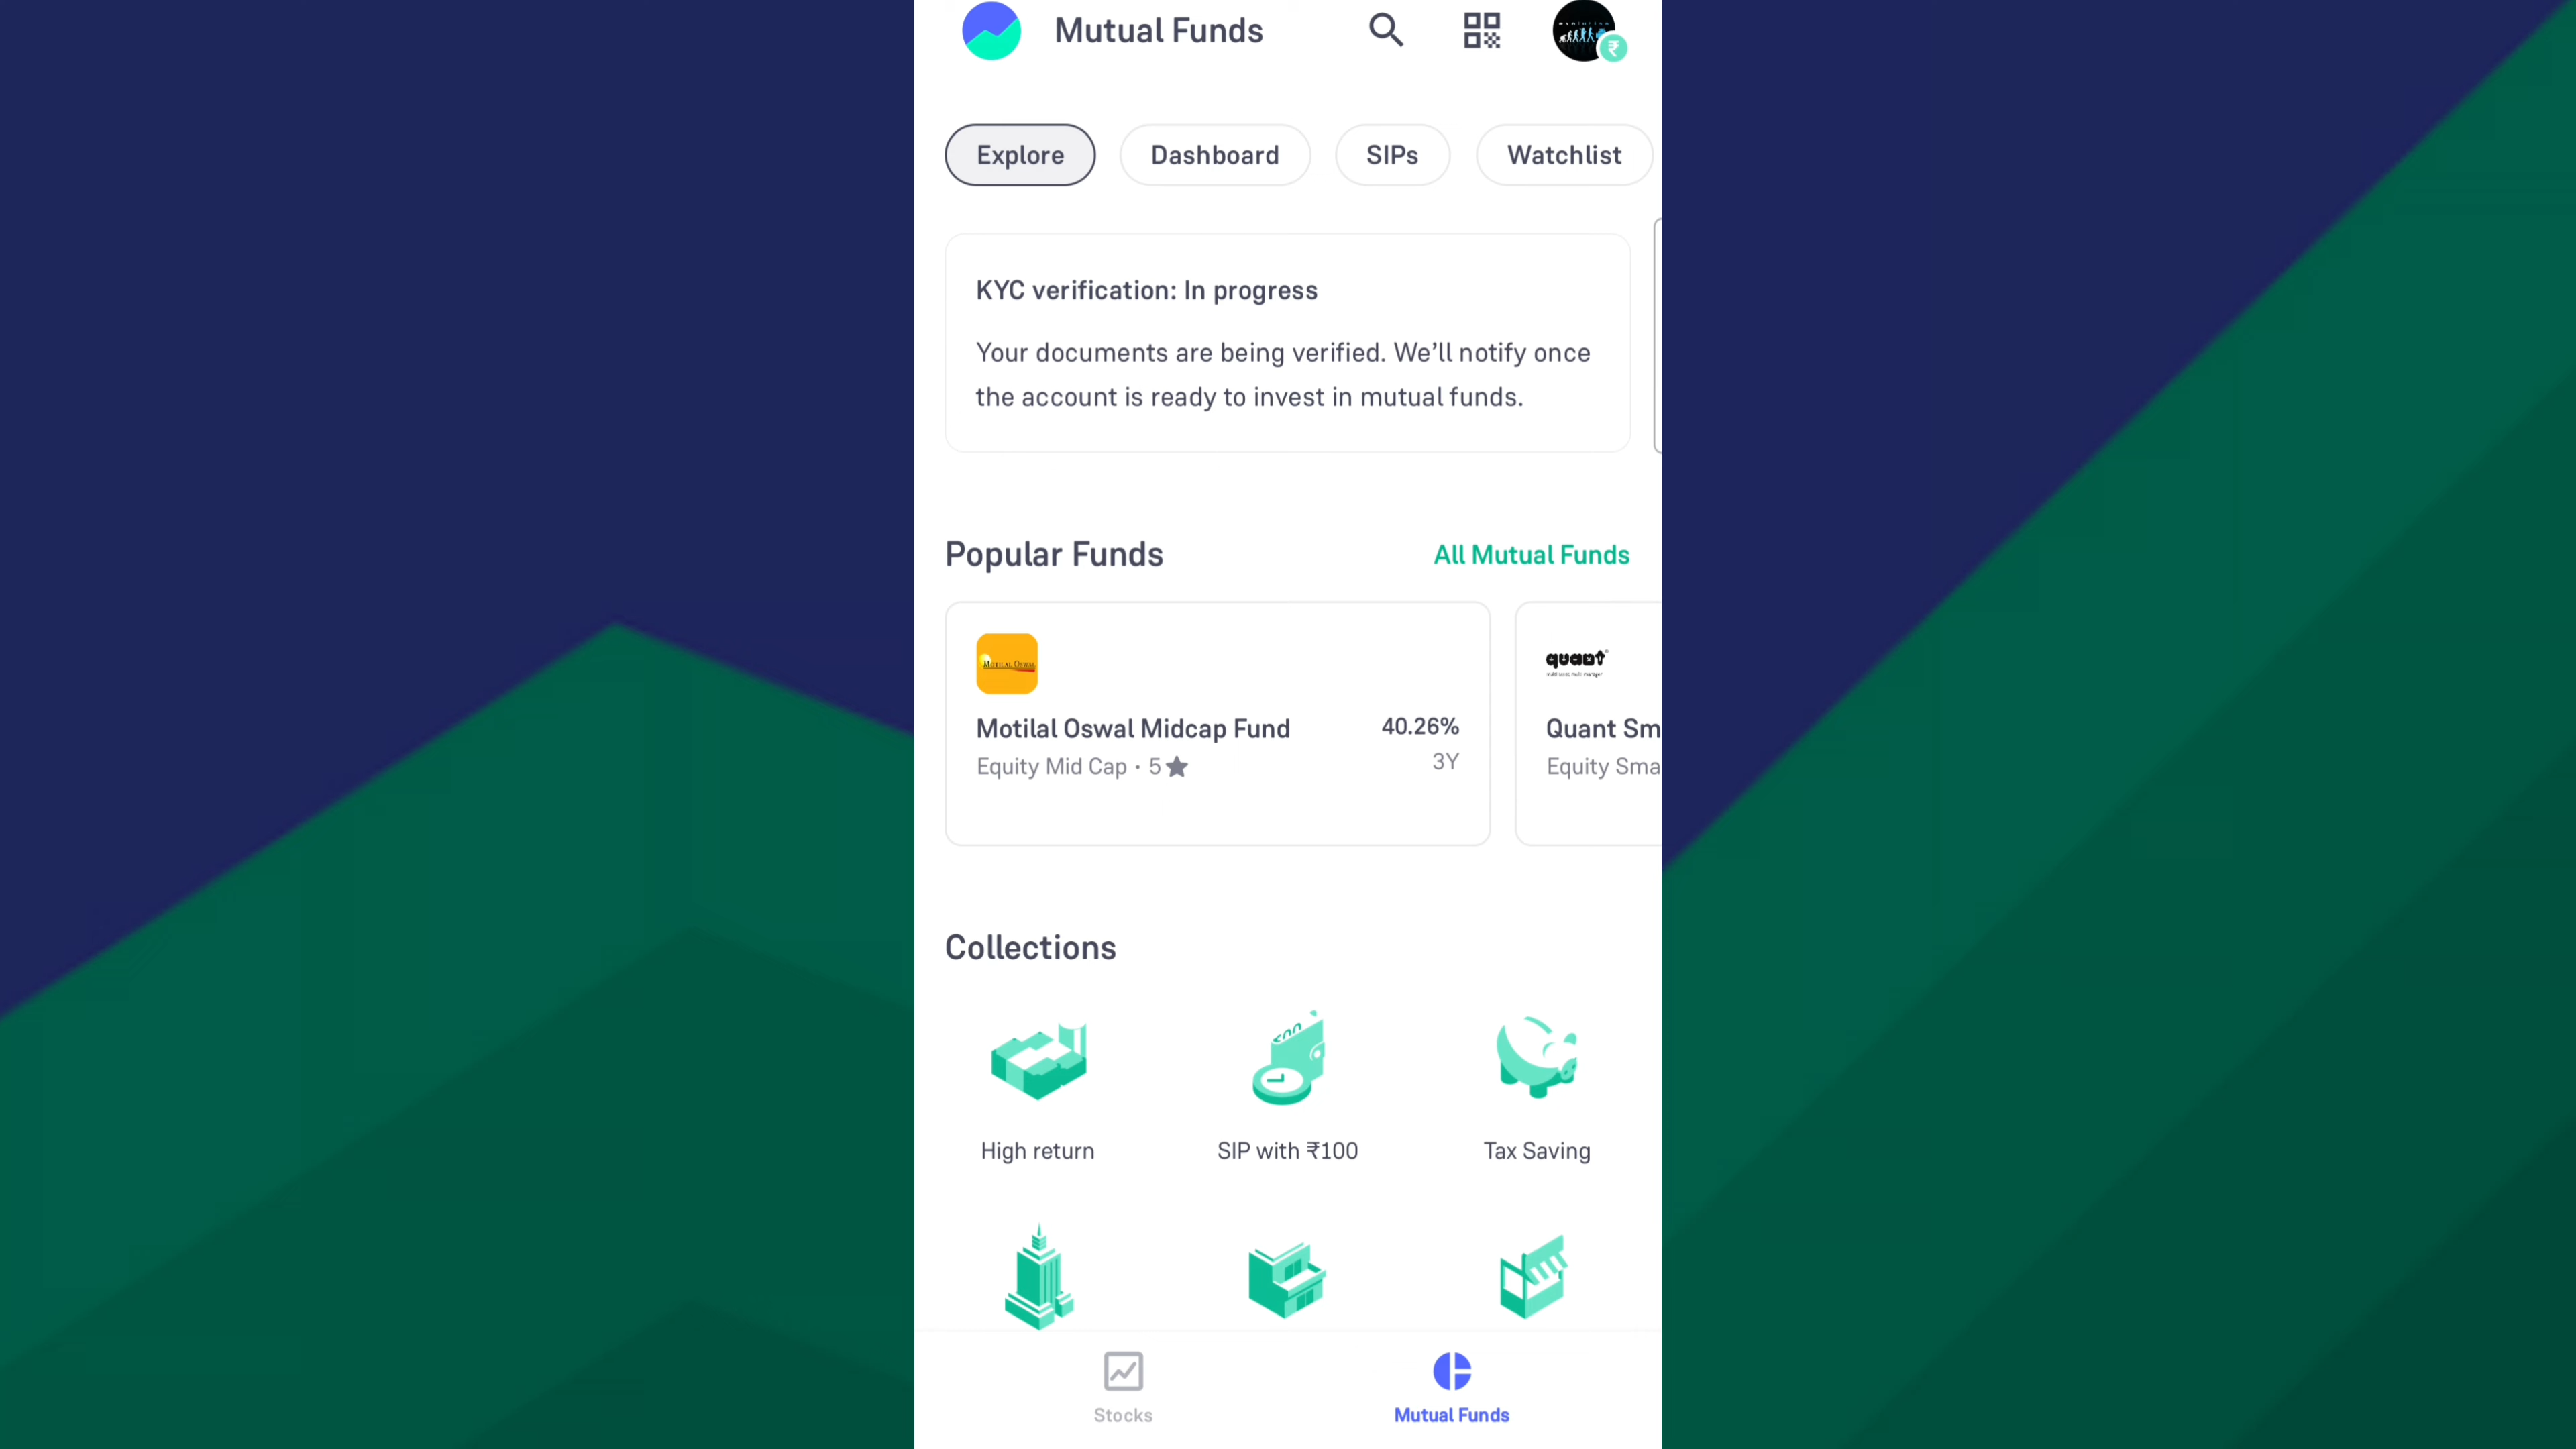 Mutual Funds
Explore
Dashboard
SIPs
Watchlist
KYC verification: In progress
Your documents are being verified. We'll notify once
the account is ready to invest in mutual funds.
Popular Funds
All Mutual Funds
MOTILAL OSWAL
quant
Motilal Oswal Midcap Fund
40.26%
Equity Mid Cap · 5★
3Y
Quant Sm
Equity Sma
Collections
High return
SIP with ₹100
Tax Saving
Stocks
Mutual Funds